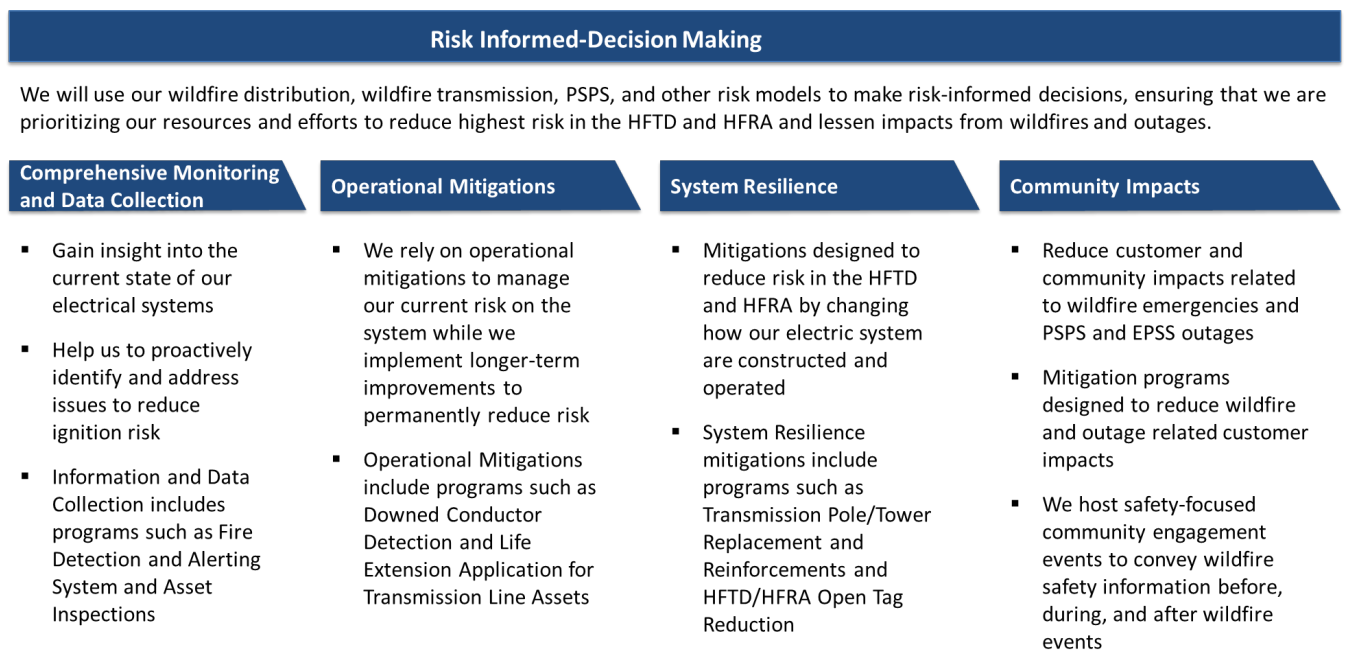 Risk Informed-Decision Making
We will use our wildfire distribution, wildfire transmission, PSPS, and other risk models to make risk-informed decisions, ensuring that we are
prioritizing our resources and efforts to reduce highest risk in the HFTD and HFRA and lessen impacts from wildfires and outages.
Comprehensive Monitoring
and Data Collection
▪ Gain insight into the
current state of our
electrical systems
▪ Help us to proactively
identify and address
issues to reduce
ignition risk
▪ Information and Data
Collection includes
programs such as Fire
Detection and Alerting
System and Asset
Inspections
Operational Mitigations
▪ We rely on operational
mitigations to manage
our current risk on the
system while we
implement longer-term
improvements to
permanently reduce risk
▪ Operational Mitigations
include programs such as
Downed Conductor
Detection and Life
Extension Application for
Transmission Line Assets
System Resilience
▪ Mitigations designed to
reduce risk in the HFTD
and HFRA by changing
how our electric system
are constructed and
operated
▪ System Resilience
mitigations include
programs such as
Transmission Pole/Tower
Replacement and
Reinforcements and
HFTD/HFRA Open Tag
Reduction
Community Impacts
▪ Reduce customer and
community impacts related
to wildfire emergencies and
PSPS and EPSS outages
▪ Mitigation programs
designed to reduce wildfire
and outage related customer
impacts
▪ We host safety-focused
community engagement
events to convey wildfire
safety information before,
during, and after wildfire
events